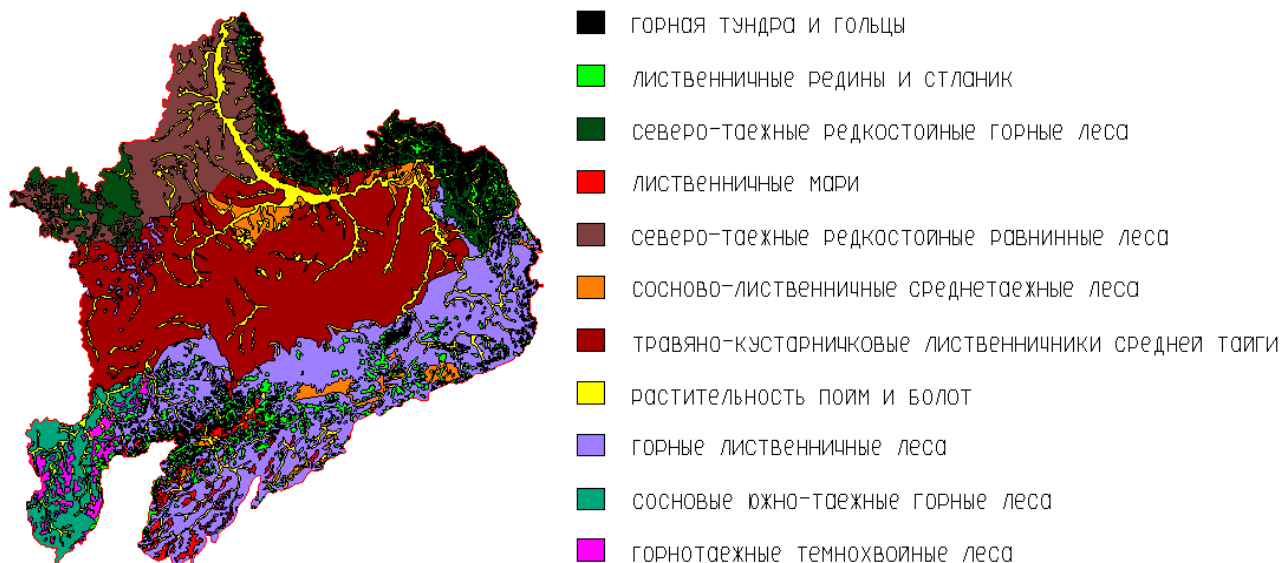 горная тундра и гольцы
лиственничные редины и стланик
северо-таежные редкостойные горные леса
лиственничные мари
северо-таежные редкостойные равнинные леса
сосново-лиственничные среднетаежные леса
травяно-кустарничковые лиственничники средней тайги
растительность пойм и болот
горные лиственничные леса
сосновые южно-таежные горные леса
горнотаежные темнохвойные леса